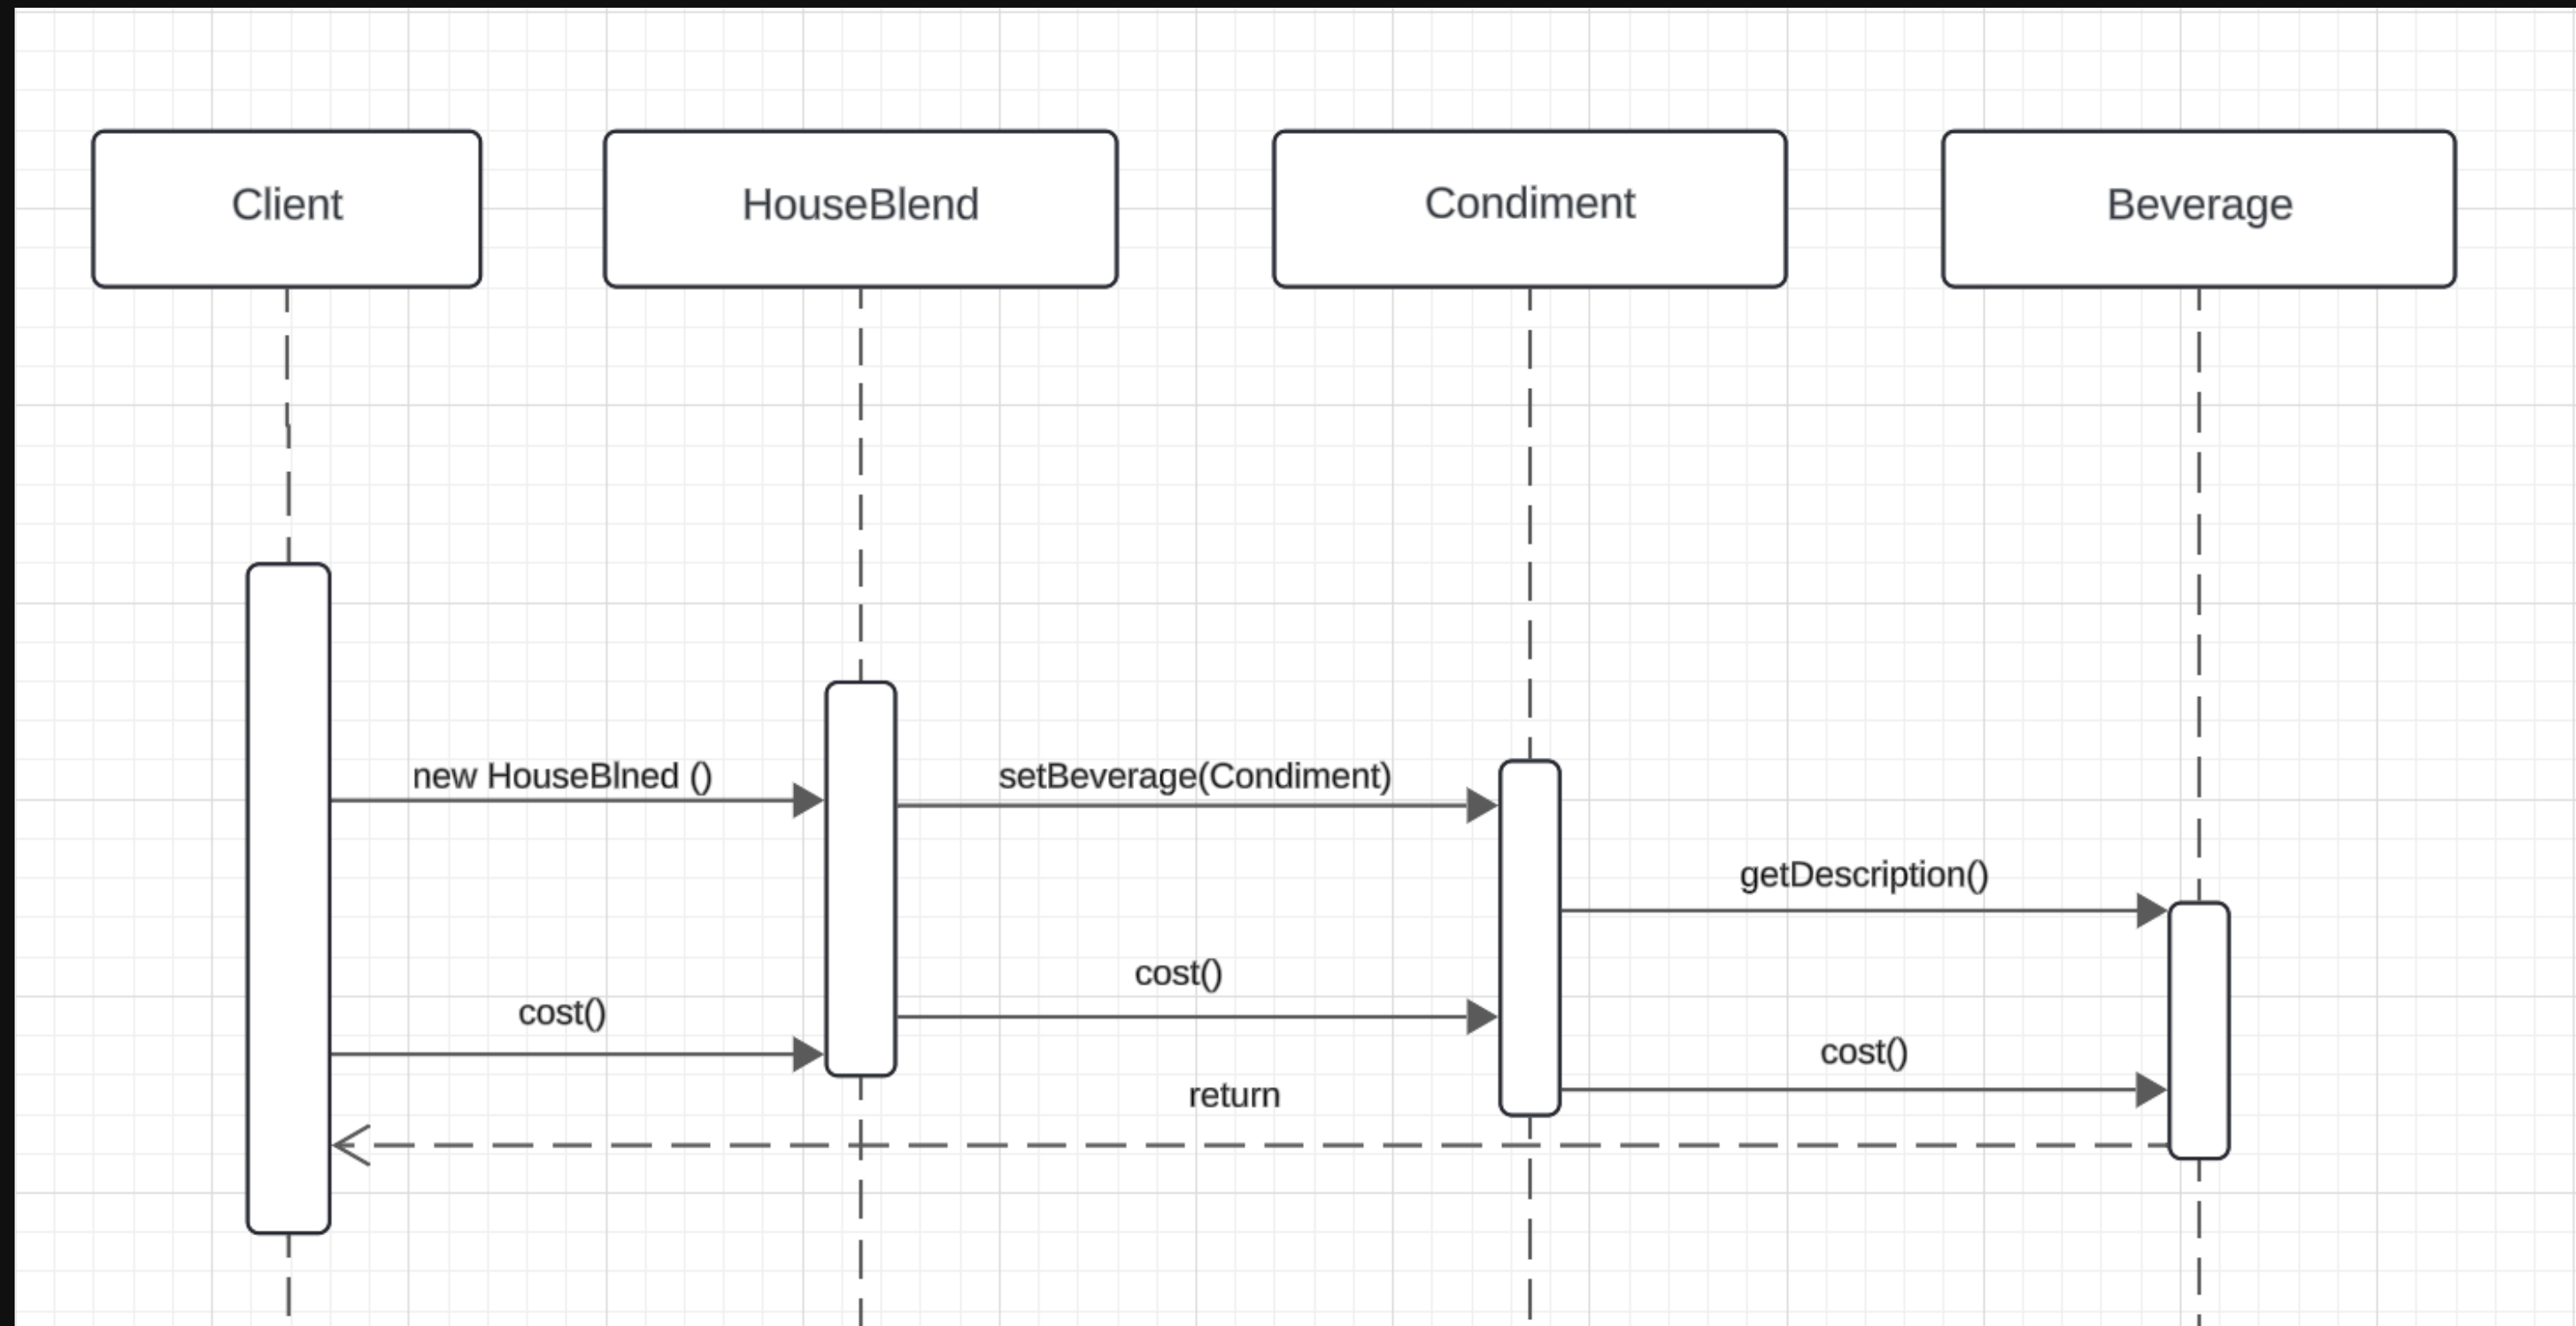 Client
HouseBlend
Condiment
Beverage
new HouseBlned ()
setBeverage(Condiment)
getDescription()
cost()
cost()
cost()
return